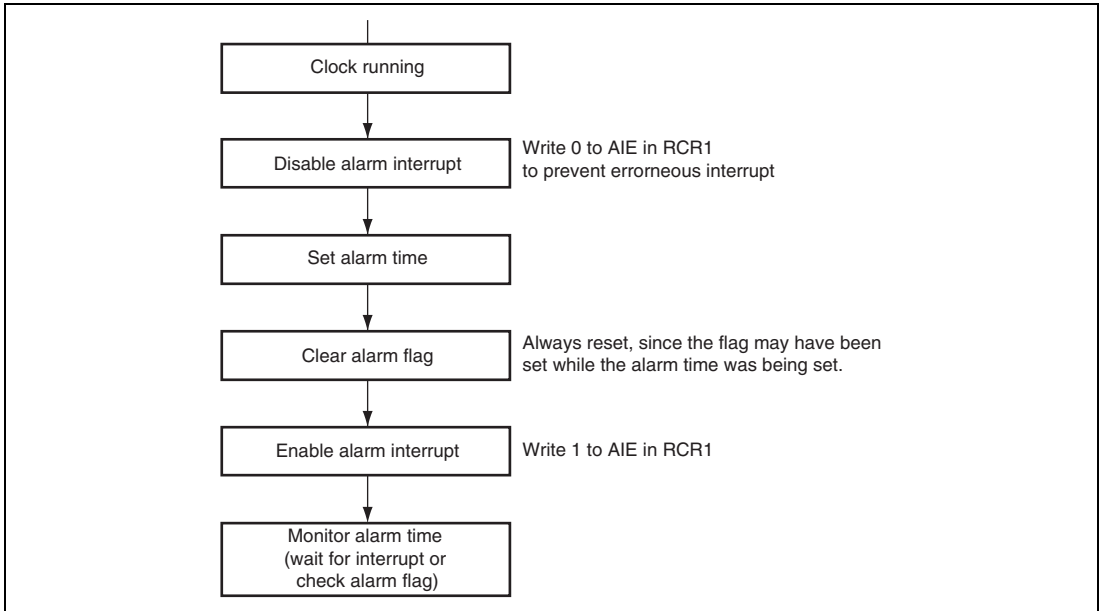 Clock running
Disable alarm interrupt
Write 0 to AIE in RCR1
to prevent errorneous interrupt
Set alarm time
Clear alarm flag
Always reset, since the flag may have been
set while the alarm time was being set.
Enable alarm interrupt
Write 1 to AIE in RCR1
Monitor alarm time
(wait for interrupt or
check alarm flag)